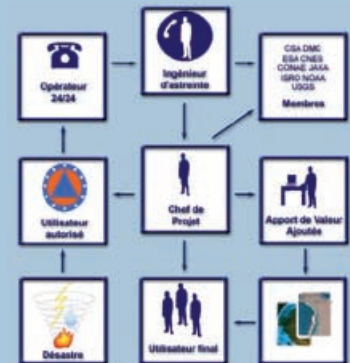 Opérateur
24/24
Ingénieur
d'astreinte
CSA DMC
ESA CNES
CONAE JAXA
ISRO NOAA
USGS
Membres
Utilisateur
autorisé
Chef de
Projet
Apport de Valeur
Ajoutée
Désastre
Utilisateur final